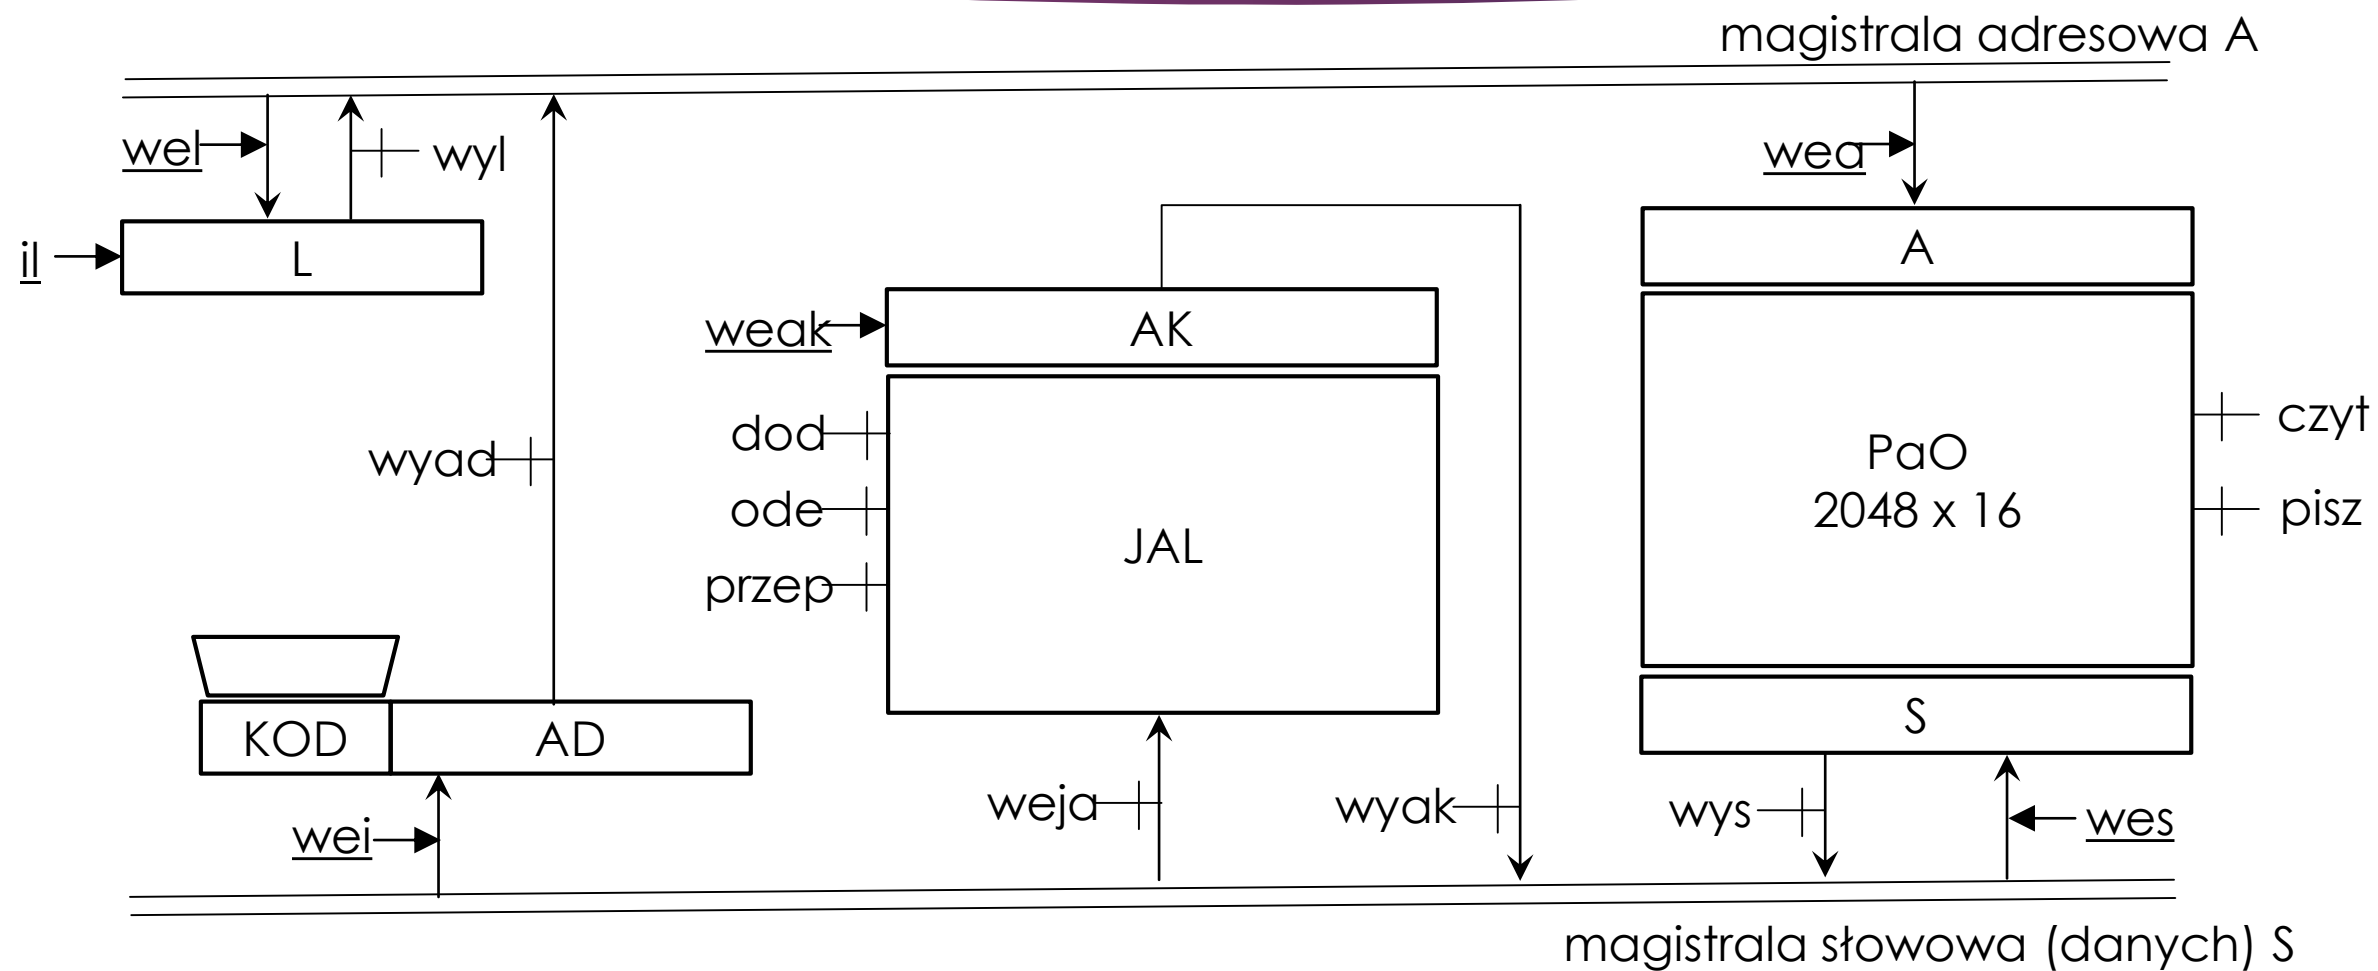 magistrala adresowa A
wel
wyl
wea
il
L
A
weak
AK
dod
czyt
wyad
PaO
2048 x 16
ode
pisz
JAL
przep
KOD
AD
S
weja
wyak
wys
wes
wei
magistrala słowowa (danych) S